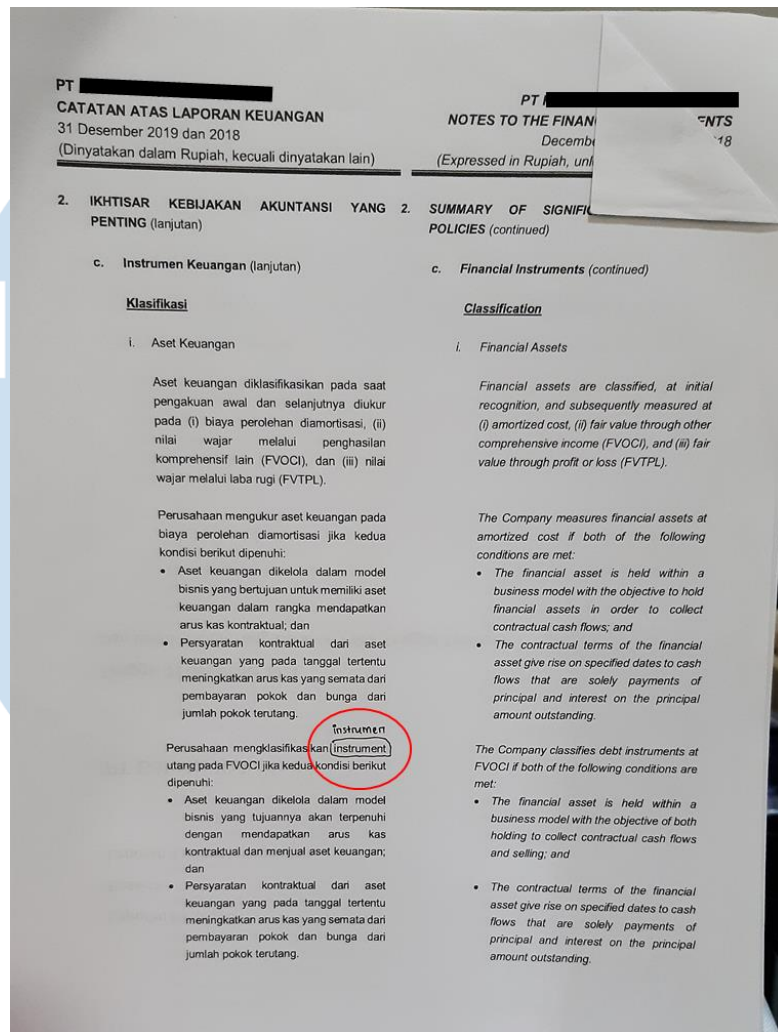 PT
CATATAN ATAS LAPORAN KEUANGAN
31 Desember 2019 dan 2018
(Dinyatakan dalam Rupiah, kecuali dinyatakan lain)
2. IKHTISAR KEBIJAKAN AKUNTANSI YANG
PENTING (lanjutan)
c. Instrumen Keuangan (lanjutan)
Klasifikasi
i. Aset Keuangan
Aset keuangan diklasifikasikan pada saat
pengakuan awal dan selanjutnya diukur
pada (i) biaya perolehan diamortisasi, (ii)
nilai wajar melalui penghasilan
komprehensif lain (FVOCI), dan (iii) nilai
wajar melalui laba rugi (FVTPL).
Perusahaan mengukur aset keuangan pada
biaya perolehan diamortisasi jika kedua
kondisi berikut dipenuhi:
• Aset keuangan dikelola dalam model
bisnis yang bertujuan untuk memiliki aset
keuangan dalam rangka mendapatkan
arus kas kontraktual; dan
• Persyaratan kontraktual dari aset
keuangan yang pada tanggal tertentu
meningkatkan arus kas yang semata dari
pembayaran pokok dan bunga dari
jumlah pokok terutang.
instrumen
Perusahaan mengklasifikasikan instrument
utang pada FVOCI jika kedua kondisi berikut
dipenuhi:
• Aset keuangan dikelola dalam model
bisnis yang tujuannya akan terpenuhi
dengan mendapatkan arus kas
kontraktual dan menjual aset keuangan;
dan
• Persyaratan kontraktual dari aset
keuangan yang pada tanggal tertentu
meningkatkan arus kas yang semata dari
pembayaran pokok dan bunga dari
jumlah pokok terutang.
PT
NOTES TO THE FINAN ENTS
Decemb 18
(Expressed in Rupiah, unl
2. SUMMARY OF SIGNIFIC
POLICIES (continued)
c. Financial Instruments (continued)
Classification
i. Financial Assets
Financial assets are classified, at initial
recognition, and subsequently measured at
(i) amortized cost, (ii) fair value through other
comprehensive income (FVOCI), and (iii) fair
value through profit or loss (FVTPL).
The Company measures financial assets at
amortized cost if both of the following
conditions are met:
• The financial asset is held within a
business model with the objective to hold
financial assets in order to collect
contractual cash flows; and
• The contractual terms of the financial
asset give rise on specified dates to cash
flows that are solely payments of
principal and interest on the principal
amount outstanding.
The Company classifies debt instruments at
FVOCI if both of the following conditions are
met:
• The financial asset is held within a
business model with the objective of both
holding to collect contractual cash flows
and selling; and
• The contractual terms of the financial
asset give rise on specified dates to cash
flows that are solely payments of
principal and interest on the principal
amount outstanding.